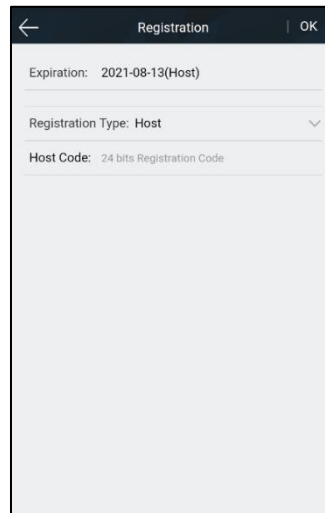 Registration | OK
Expiration: 2021-08-13(Host)
Registration Type: Host
Host Code: 24 bits Registration Code